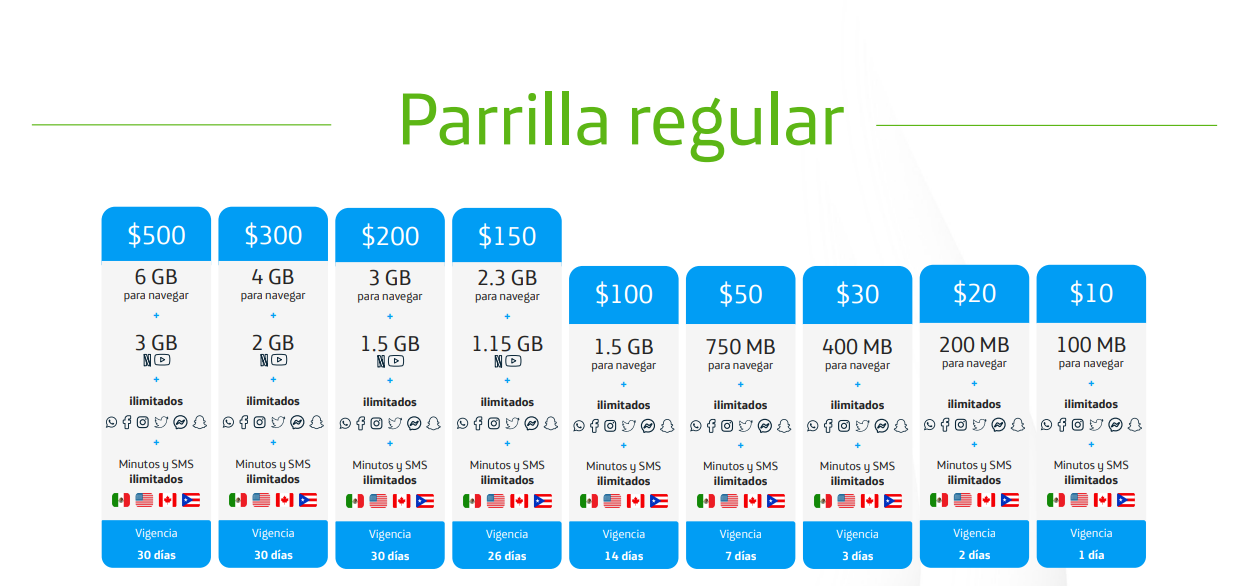 Parrilla regular
$500
6 GB
para navegar
+
3 GB
+
ilimitados
+
Minutos y SMS
ilimitados
Vigencia
30 días
$300
4 GB
para navegar
+
2 GB
+
ilimitados
+
Minutos y SMS
ilimitados
Vigencia
30 días
$200
3 GB
para navegar
+
1.5 GB
+
ilimitados
+
Minutos y SMS
ilimitados
Vigencia
30 días
$150
2.3 GB
para navegar
+
1.15 GB
+
ilimitados
+
Minutos y SMS
ilimitados
Vigencia
26 días
$100
1.5 GB
para navegar
+
ilimitados
+
Minutos y SMS
ilimitados
Vigencia
14 días
$50
750 MB
para navegar
+
ilimitados
+
Minutos y SMS
ilimitados
Vigencia
7 días
$30
400 MB
para navegar
+
ilimitados
+
Minutos y SMS
ilimitados
Vigencia
3 días
$20
200 MB
para navegar
+
ilimitados
+
Minutos y SMS
ilimitados
Vigencia
2 días
$10
100 MB
para navegar
+
ilimitados
+
Minutos y SMS
ilimitados
Vigencia
1 día